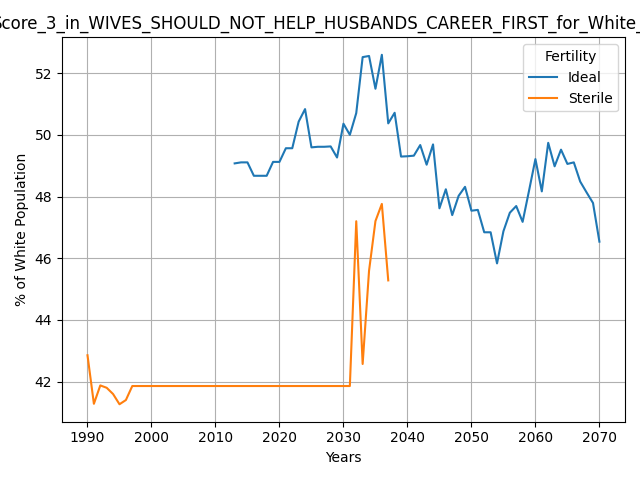 Score_3_in_WIVES_SHOULD_NOT_HELP_HUSBANDS_CAREER_FIRST_for_White_
Fertility
Ideal
Sterile
% of White Population
52
50
48
46
44
42
1990 2000 2010 2020 2030 2040 2050 2060 2070
Years